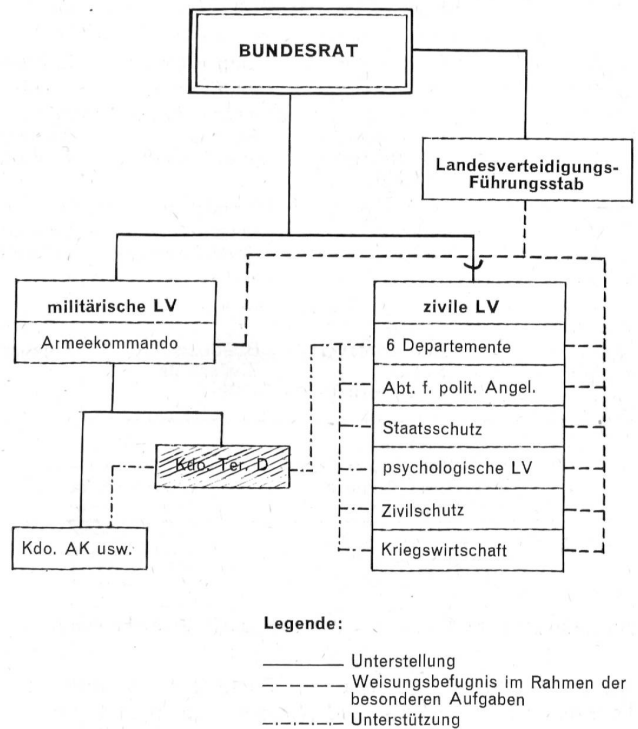 BUNDESRAT
Landesverteidigungs-
Führungsstab
militärische LV
Armeekommando
zivile LV
6 Departemente
Abt. f. polit. Angel.
Staatsschutz
psychologische LV
Zivilschutz
Kriegswirtschaft
Kdo. Ter. D
Kdo. AK usw.
Legende:
Unterstellung
Weisungsbefugnis im Rahmen der
besonderen Aufgaben
Unterstützung